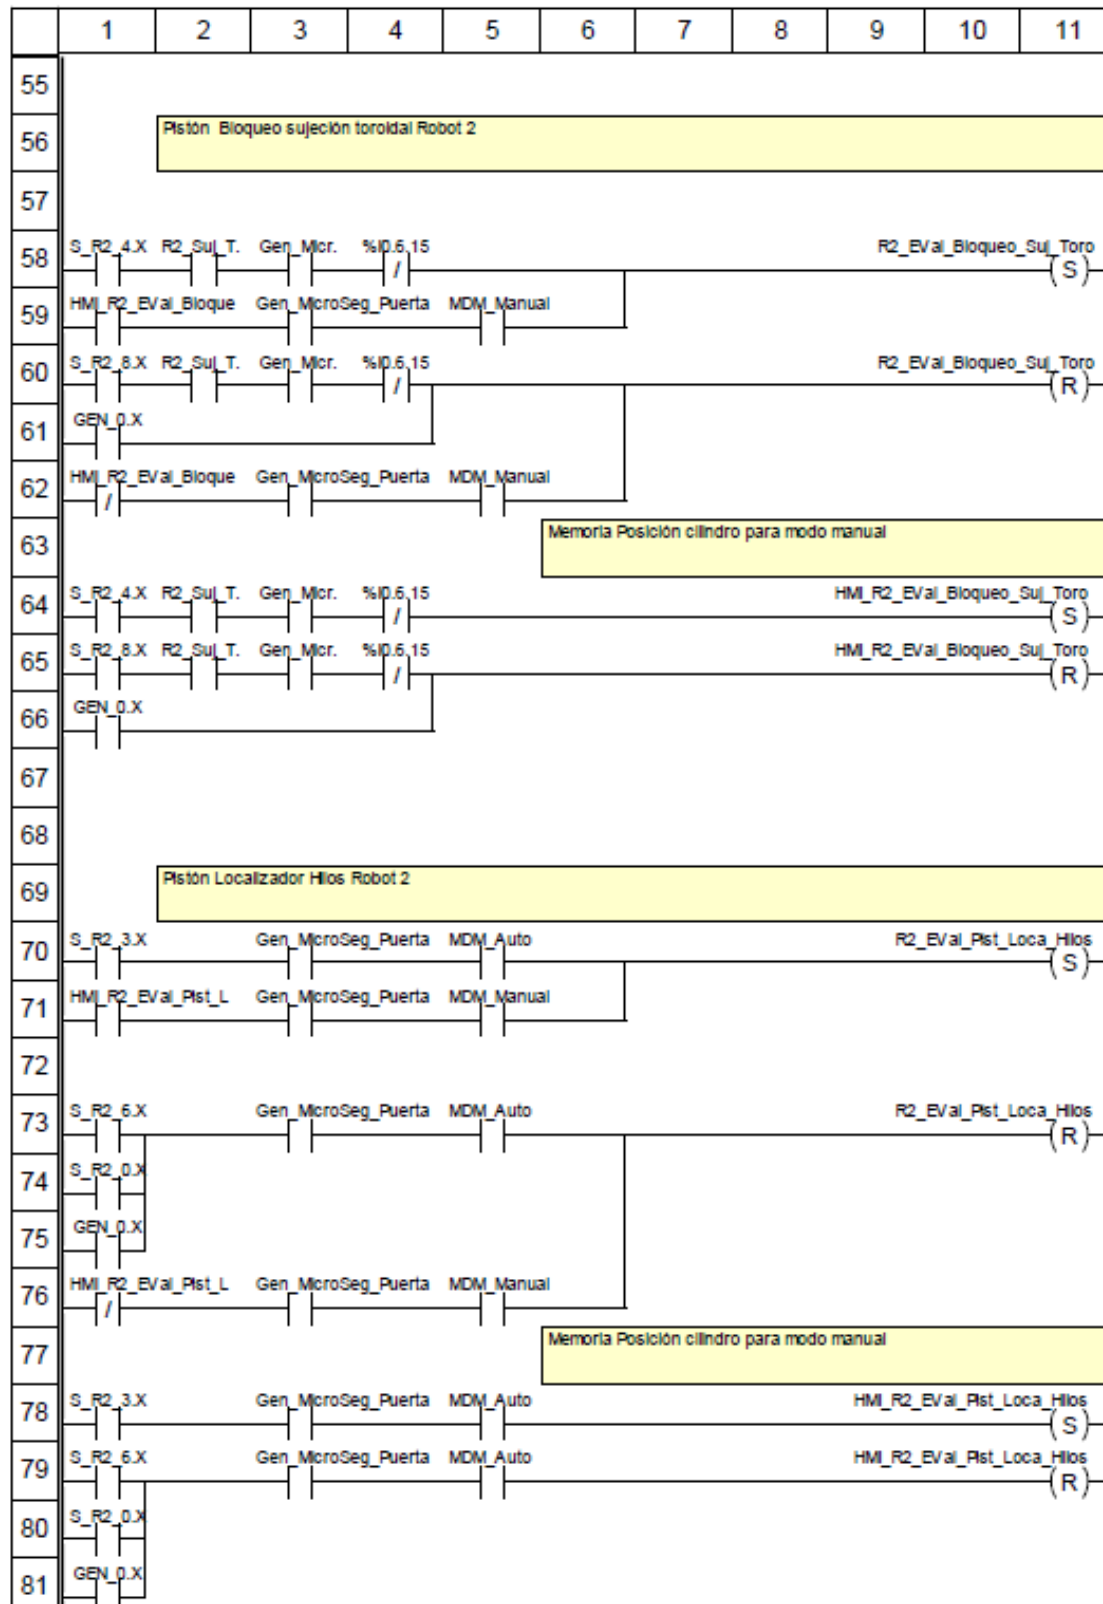 1 2 3 4 5 6 7 8 9 10 11
55
56 Pistón Bloqueo sujeción toroidal Robot 2
57
58 S_R2_4.X R2_Suj_T. Gen_Micr. %I0.6.15 R2_EVal_Bloqueo_Suj_Toro
/ S
59 HMI_R2_EVal_Bloque Gen_MicroSeg_Puerta MDM_Manual
60 S_R2_8.X R2_Suj_T. Gen_Micr. %I0.6.15 R2_EVal_Bloqueo_Suj_Toro
/ R
61 GEN_0.X
62 HMI_R2_EVal_Bloque Gen_MicroSeg_Puerta MDM_Manual
/
63 Memoria Posición cilindro para modo manual
64 S_R2_4.X R2_Suj_T. Gen_Micr. %I0.6.15 HMI_R2_EVal_Bloqueo_Suj_Toro
/ S
65 S_R2_8.X R2_Suj_T. Gen_Micr. %I0.6.15 HMI_R2_EVal_Bloqueo_Suj_Toro
/ R
66 GEN_0.X
67
68
69 Pistón Localizador Hilos Robot 2
70 S_R2_3.X Gen_MicroSeg_Puerta MDM_Auto R2_EVal_Pist_Loca_Hilos
S
71 HMI_R2_EVal_Pist_L Gen_MicroSeg_Puerta MDM_Manual
72
73 S_R2_6.X Gen_MicroSeg_Puerta MDM_Auto R2_EVal_Pist_Loca_Hilos
R
74 S_R2_0.X
75 GEN_0.X
76 HMI_R2_EVal_Pist_L Gen_MicroSeg_Puerta MDM_Manual
/
77 Memoria Posición cilindro para modo manual
78 S_R2_3.X Gen_MicroSeg_Puerta MDM_Auto HMI_R2_EVal_Pist_Loca_Hilos
S
79 S_R2_6.X Gen_MicroSeg_Puerta MDM_Auto HMI_R2_EVal_Pist_Loca_Hilos
R
80 S_R2_0.X
81 GEN_0.X